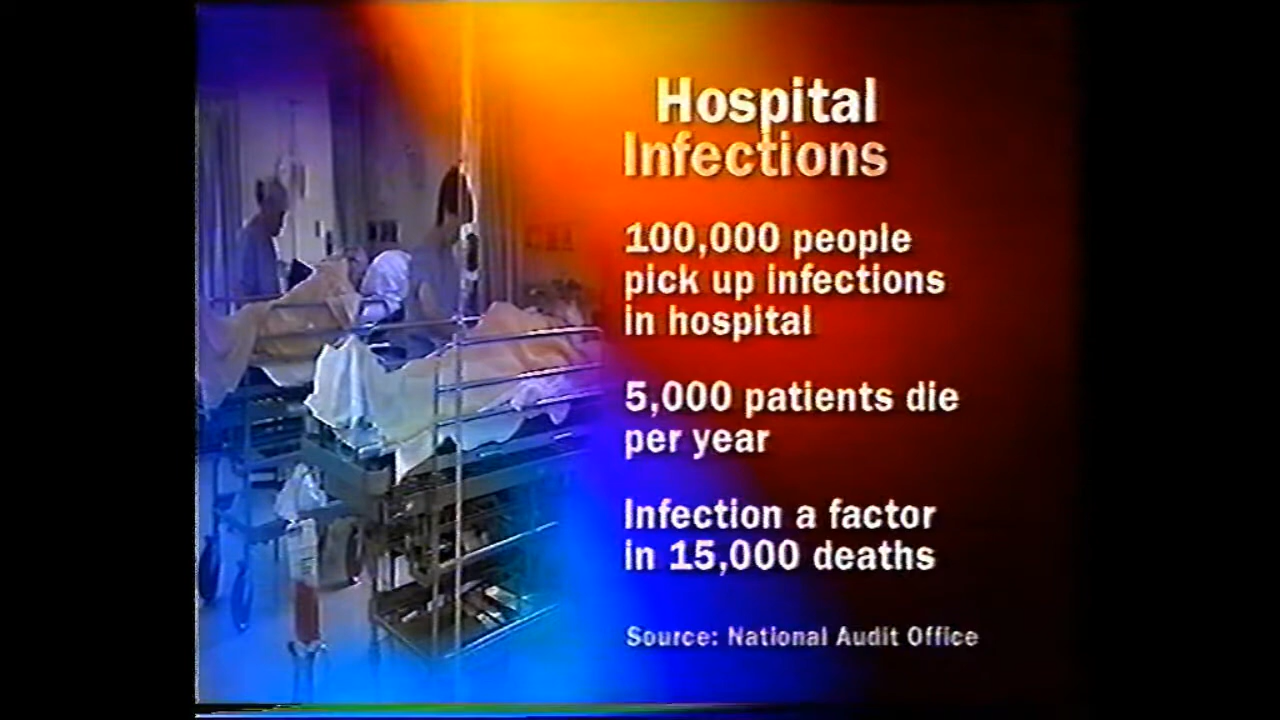 Hospital
Infections
100,000 people
pick up infections
in hospital
5,000 patients die
per year
Infection a factor
in 15,000 deaths
Source: National Audit Office